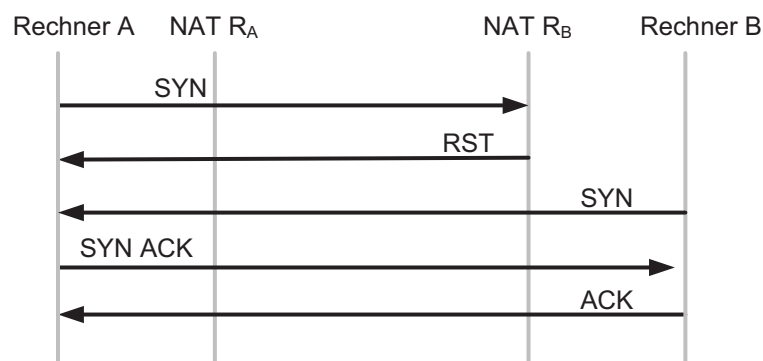 Rechner A NAT RA NAT RB Rechner B
SYN
RST
SYN
SYN ACK
ACK